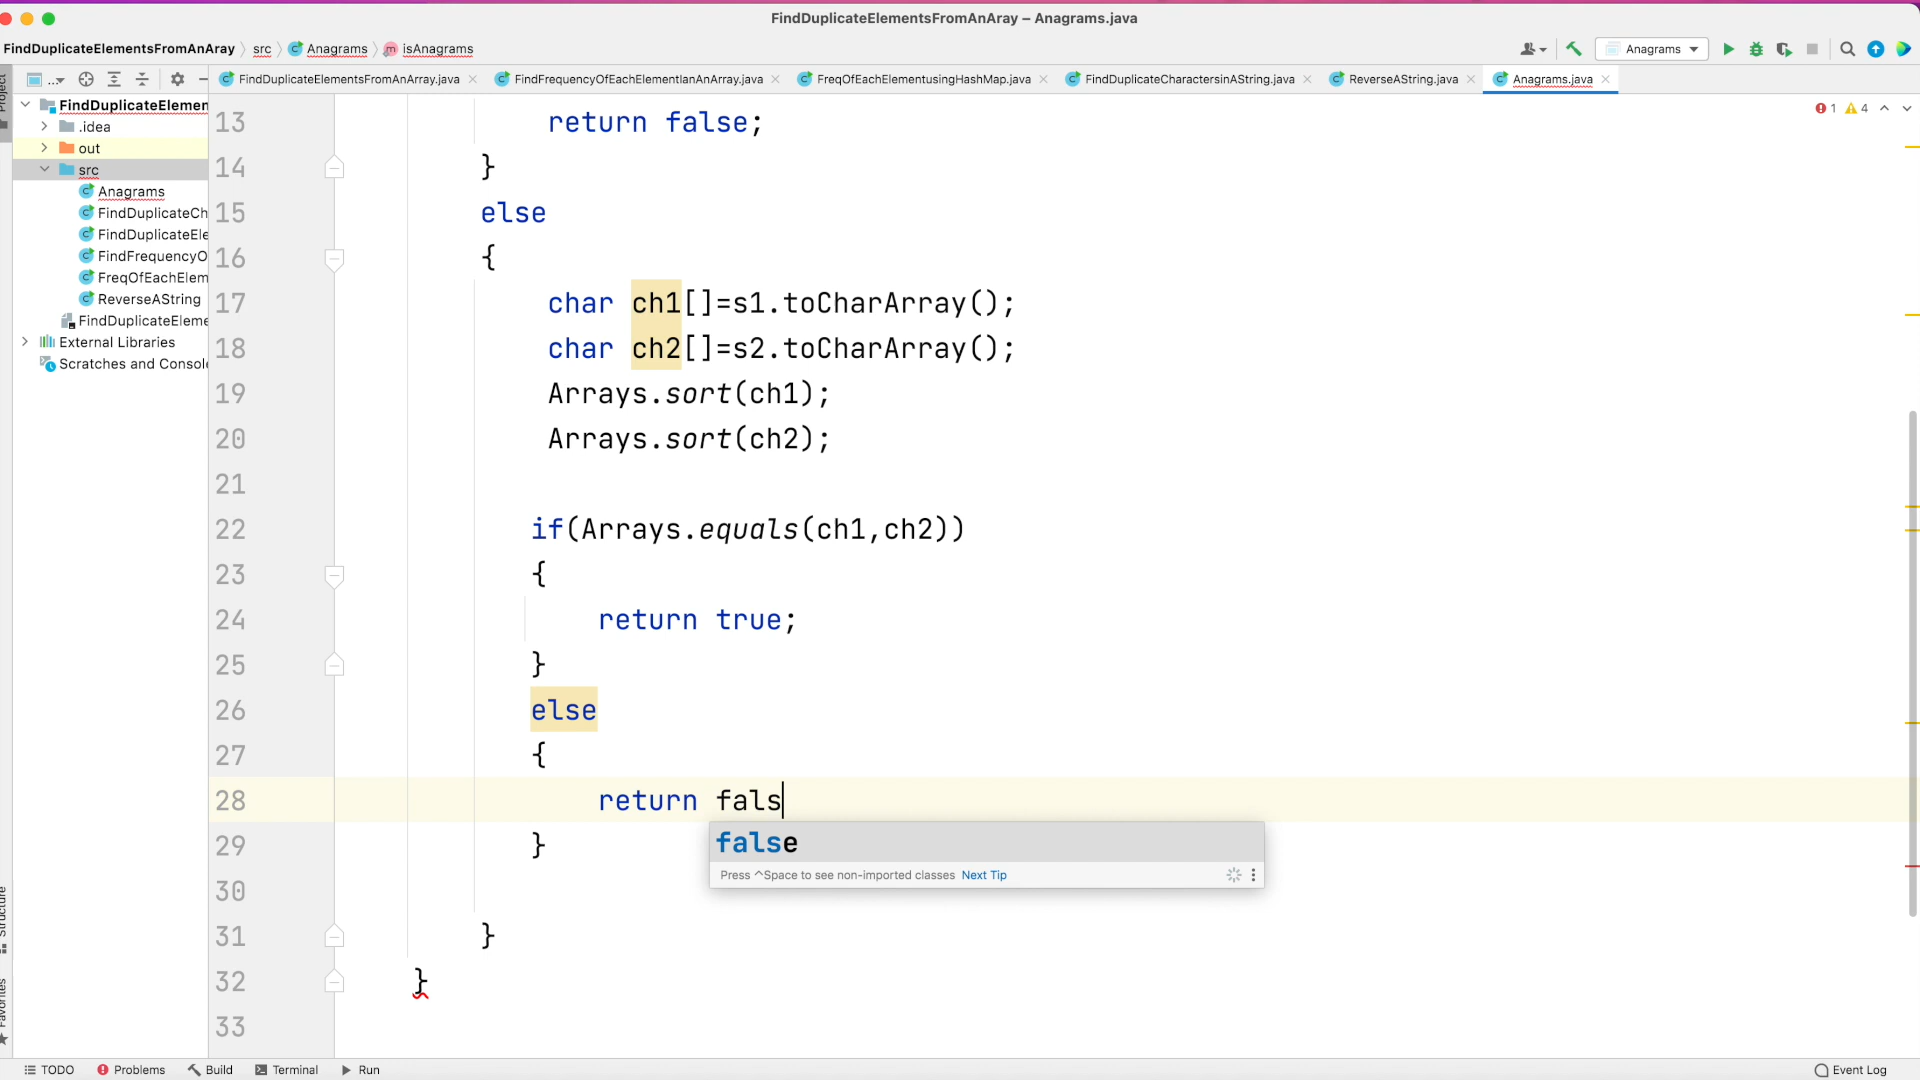 FindDuplicateElementsFromAnAray – Anagrams.java
FindDuplicateElementsFromAnAray src Anagrams isAnagrams Anagrams
Project ... FindDuplicateElementsFromAnArray.java FindFrequencyOfEachElementIanAnArray.java FreqOfEachElementusingHashMap.java FindDuplicateCharactersinAString.java ReverseAString.java Anagrams.java
FindDuplicateElemen
.idea
out
src
Anagrams
FindDuplicateCh
FindDuplicateEle
FindFrequencyO
FreqOfEachElem
ReverseAString
FindDuplicateEleme
External Libraries
Scratches and Consol
1 4
13 return false;
14 }
15 else
16 {
17 char ch1[]=s1.toCharArray();
18 char ch2[]=s2.toCharArray();
19 Arrays.sort(ch1);
20 Arrays.sort(ch2);
21
22 if(Arrays.equals(ch1,ch2))
23 {
24 return true;
25 }
26 else
27 {
28 return fals
false
Press ^Space to see non-imported classes Next Tip
29 }
30
31 }
32 }
33
Structure
Favorites
TODO Problems Build Terminal Run Event Log